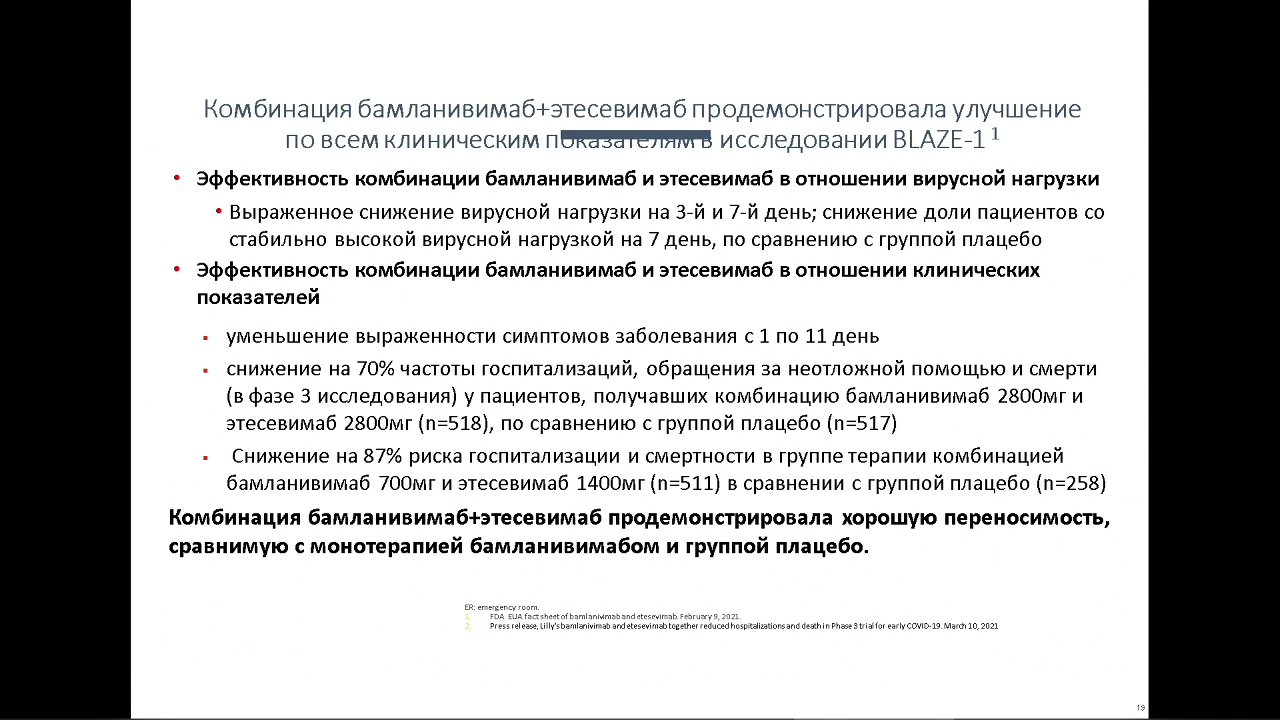 Комбинация бамланивимаб+этесевимаб продемонстрировала улучшение
по всем клиническим показателям в исследовании BLAZE-1 1
• Эффективность комбинации бамланивимаб и этесевимаб в отношении вирусной нагрузки
• Выраженное снижение вирусной нагрузки на 3-й и 7-й день; снижение доли пациентов со
стабильно высокой вирусной нагрузкой на 7 день, по сравнению с группой плацебо
• Эффективность комбинации бамланивимаб и этесевимаб в отношении клинических
показателей
▪ уменьшение выраженности симптомов заболевания с 1 по 11 день
▪ снижение на 70% частоты госпитализаций, обращения за неотложной помощью и смерти
(в фазе 3 исследования) у пациентов, получавших комбинацию бамланивимаб 2800мг и
этесевимаб 2800мг (n=518), по сравнению с группой плацебо (n=517)
▪ Снижение на 87% риска госпитализации и смертности в группе терапии комбинацией
бамланивимаб 700мг и этесевимаб 1400мг (n=511) в сравнении с группой плацебо (n=258)
Комбинация бамланивимаб+этесевимаб продемонстрировала хорошую переносимость,
сравнимую с монотерапией бамланивимабом и группой плацебо.
ER: emergency room.
1. FDA. EUA fact sheet of bamlanivimab and etesevimab. February 9, 2021.
2. Press release, Lilly's bamlanivimab and etesevimab together reduced hospitalizations and death in Phase 3 trial for early COVID-19. March 10, 2021
19